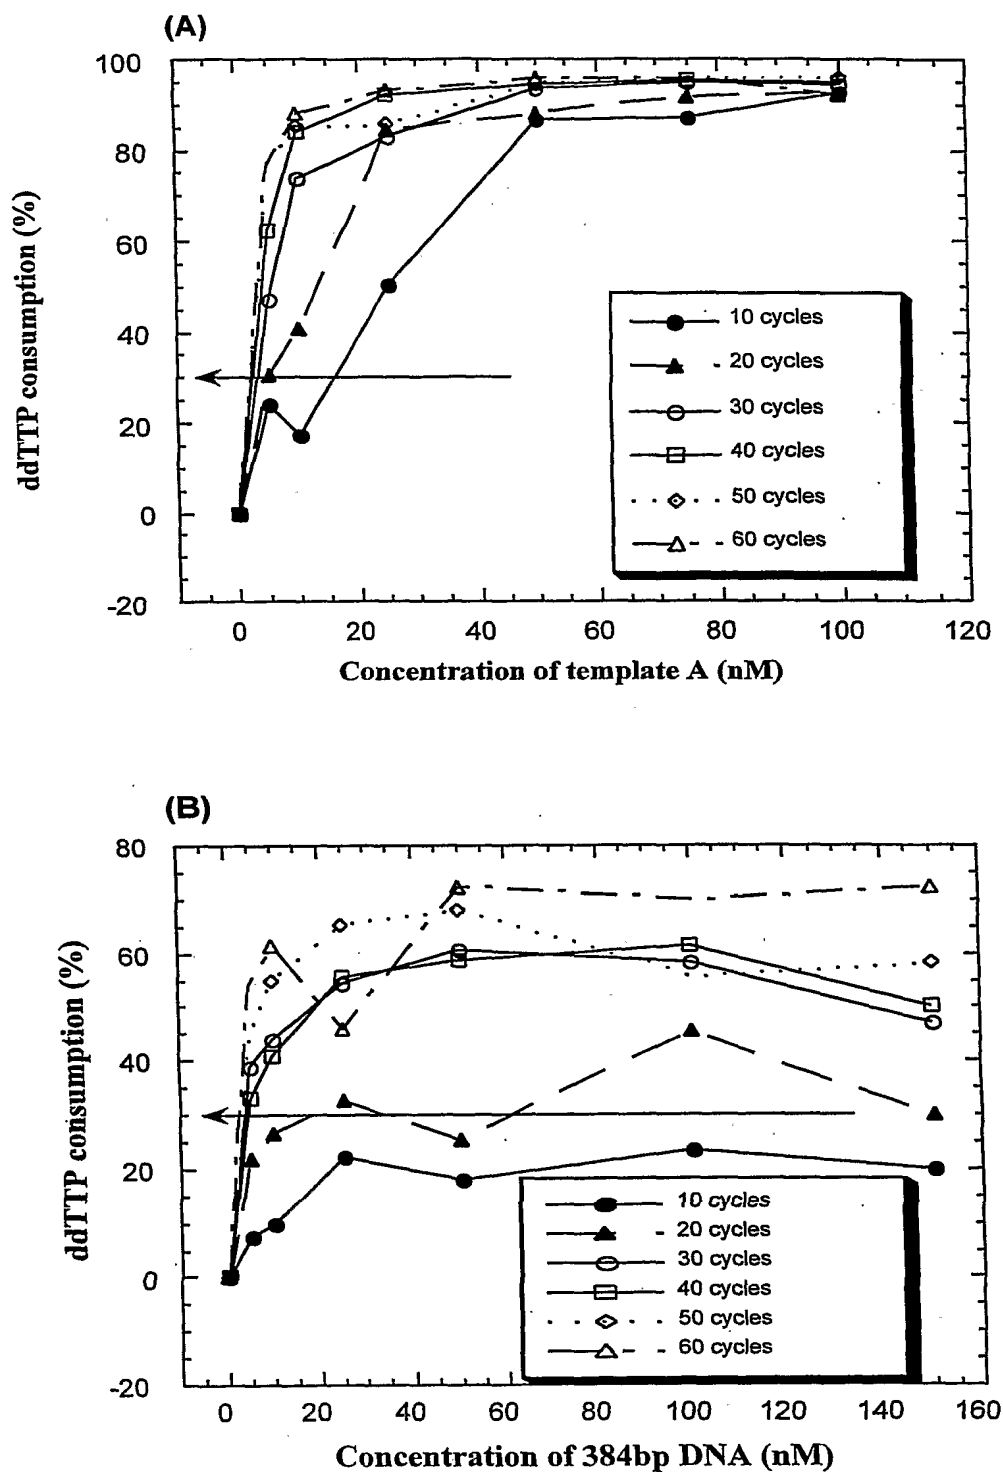 (A)
100
80
60
40
20
0
-20
ddTTP consumption (%)
10 cycles
20 cycles
30 cycles
40 cycles
50 cycles
60 cycles
0 20 40 60 80 100 120
Concentration of template A (nM)
(B)
80
60
40
20
0
-20
ddTTP consumption (%)
10 cycles
20 cycles
30 cycles
40 cycles
50 cycles
60 cycles
0 20 40 60 80 100 120 140 160
Concentration of 384bp DNA (nM)